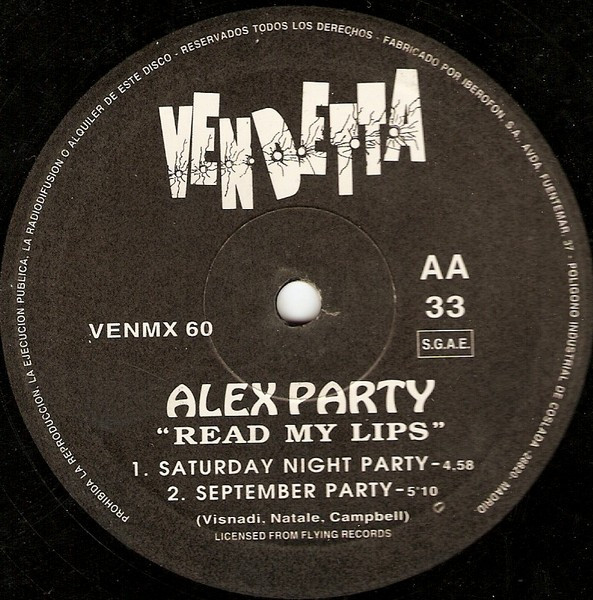 PROHIBIDA LA REPRODUCCION, LA EJECUCION PUBLICA, LA RADIODIFUSION O ALQUILER DE ESTE DISCO - RESERVADOS TODOS LOS DERECHOS - FABRICADO POR IBEROFON, S.A. AVDA. FUENTEMAR, 37 - POLIGONO INDUSTRIAL DE COSLADA -28820- MADRID
VENDETTA
AA
33
VENMX 60
S.G.A.E.
ALEX PARTY
"READ MY LIPS"
1. SATURDAY NIGHT PARTY-4.58
2. SEPTEMBER PARTY-5'10
(Visnadi, Natale, Campbell)
LICENSED FROM FLYING RECORDS